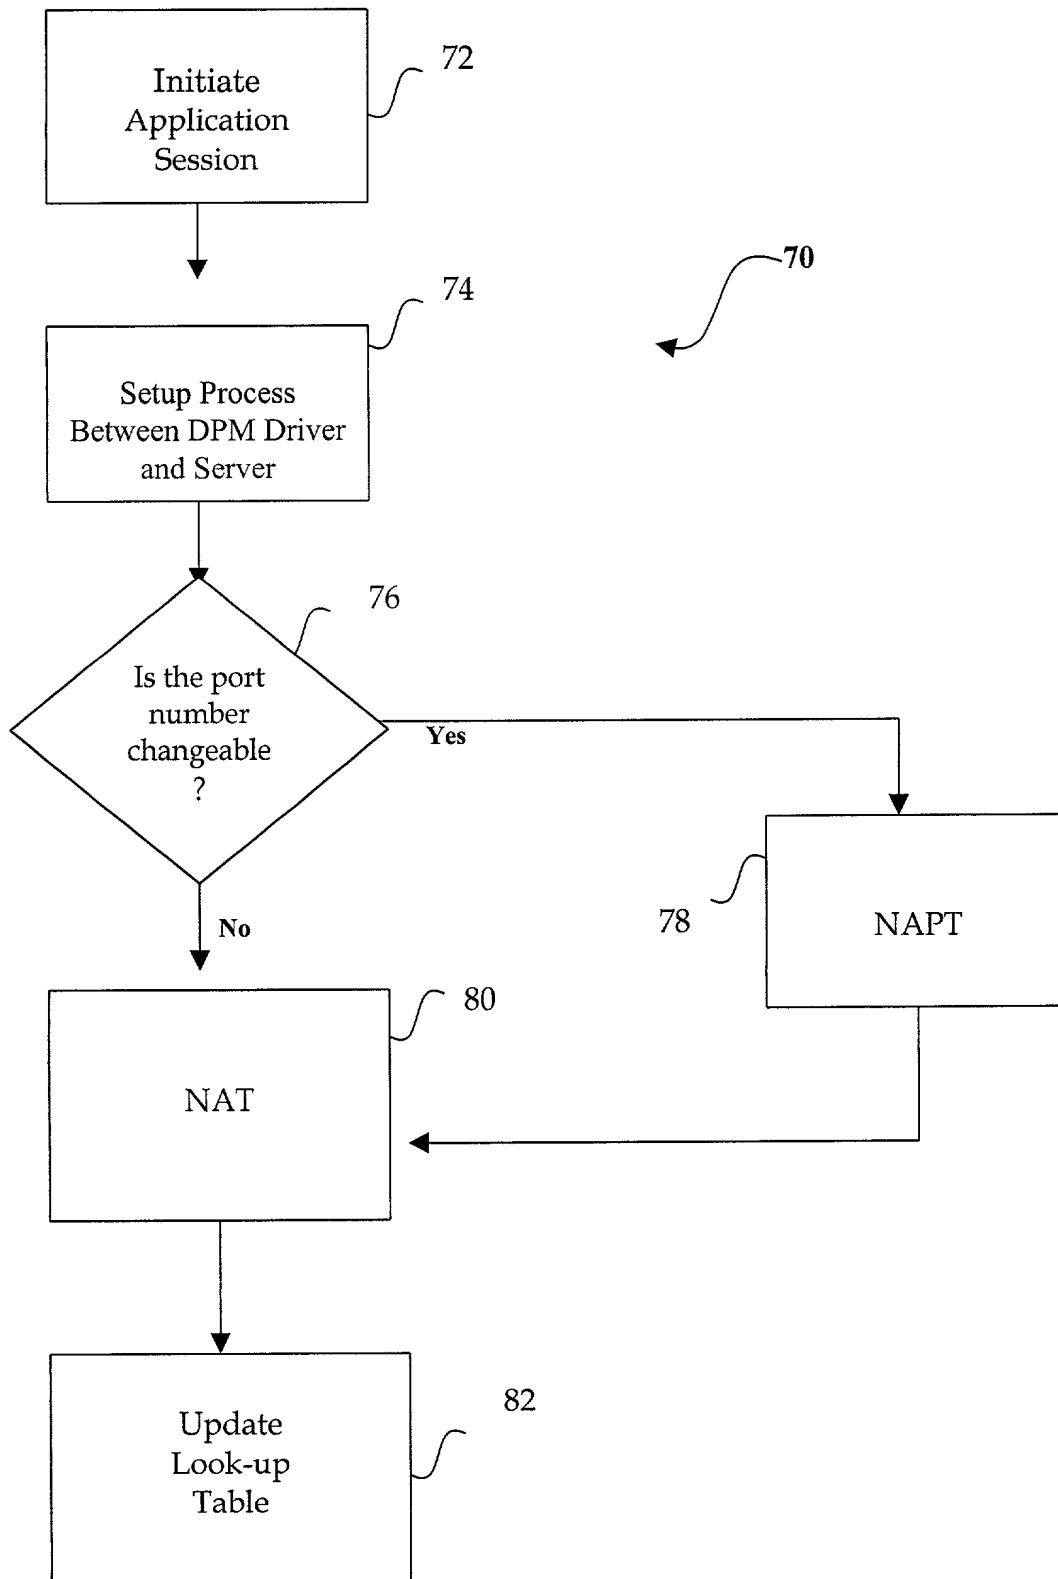 Initiate
Application
Session
72
70
74
Setup Process
Between DPM Driver
and Server
76
Is the port
number
changeable
?
Yes
No
78
NAPT
80
NAT
82
Update
Look-up
Table